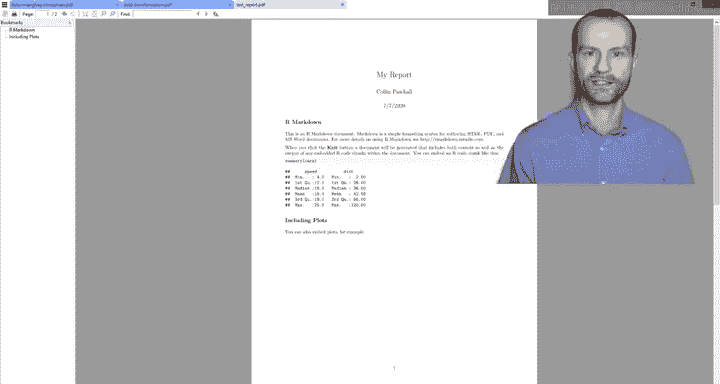 test_report.pdf
Page:
1 / 2
Find:
Bookmarks
R Markdown
Including Plots
My Report
Collin Paschall
7/7/2020
R Markdown
This is an R Markdown document. Markdown is a simple formatting syntax for authoring HTML, PDF, and
MS Word documents. For more details on using R Markdown see http://rmarkdown.rstudio.com.
When you click the Knit button a document will be generated that includes both content as well as the
output of any embedded R code chunks within the document. You can embed an R code chunk like this:
summary(cars)
## speed dist
## Min. : 4.0 Min. : 2.00
## 1st Qu.:12.0 1st Qu.: 26.00
## Median :15.0 Median : 36.00
## Mean :15.4 Mean : 42.98
## 3rd Qu.:19.0 3rd Qu.: 56.00
## Max. :25.0 Max. :120.00
Including Plots
You can also embed plots, for example:
1